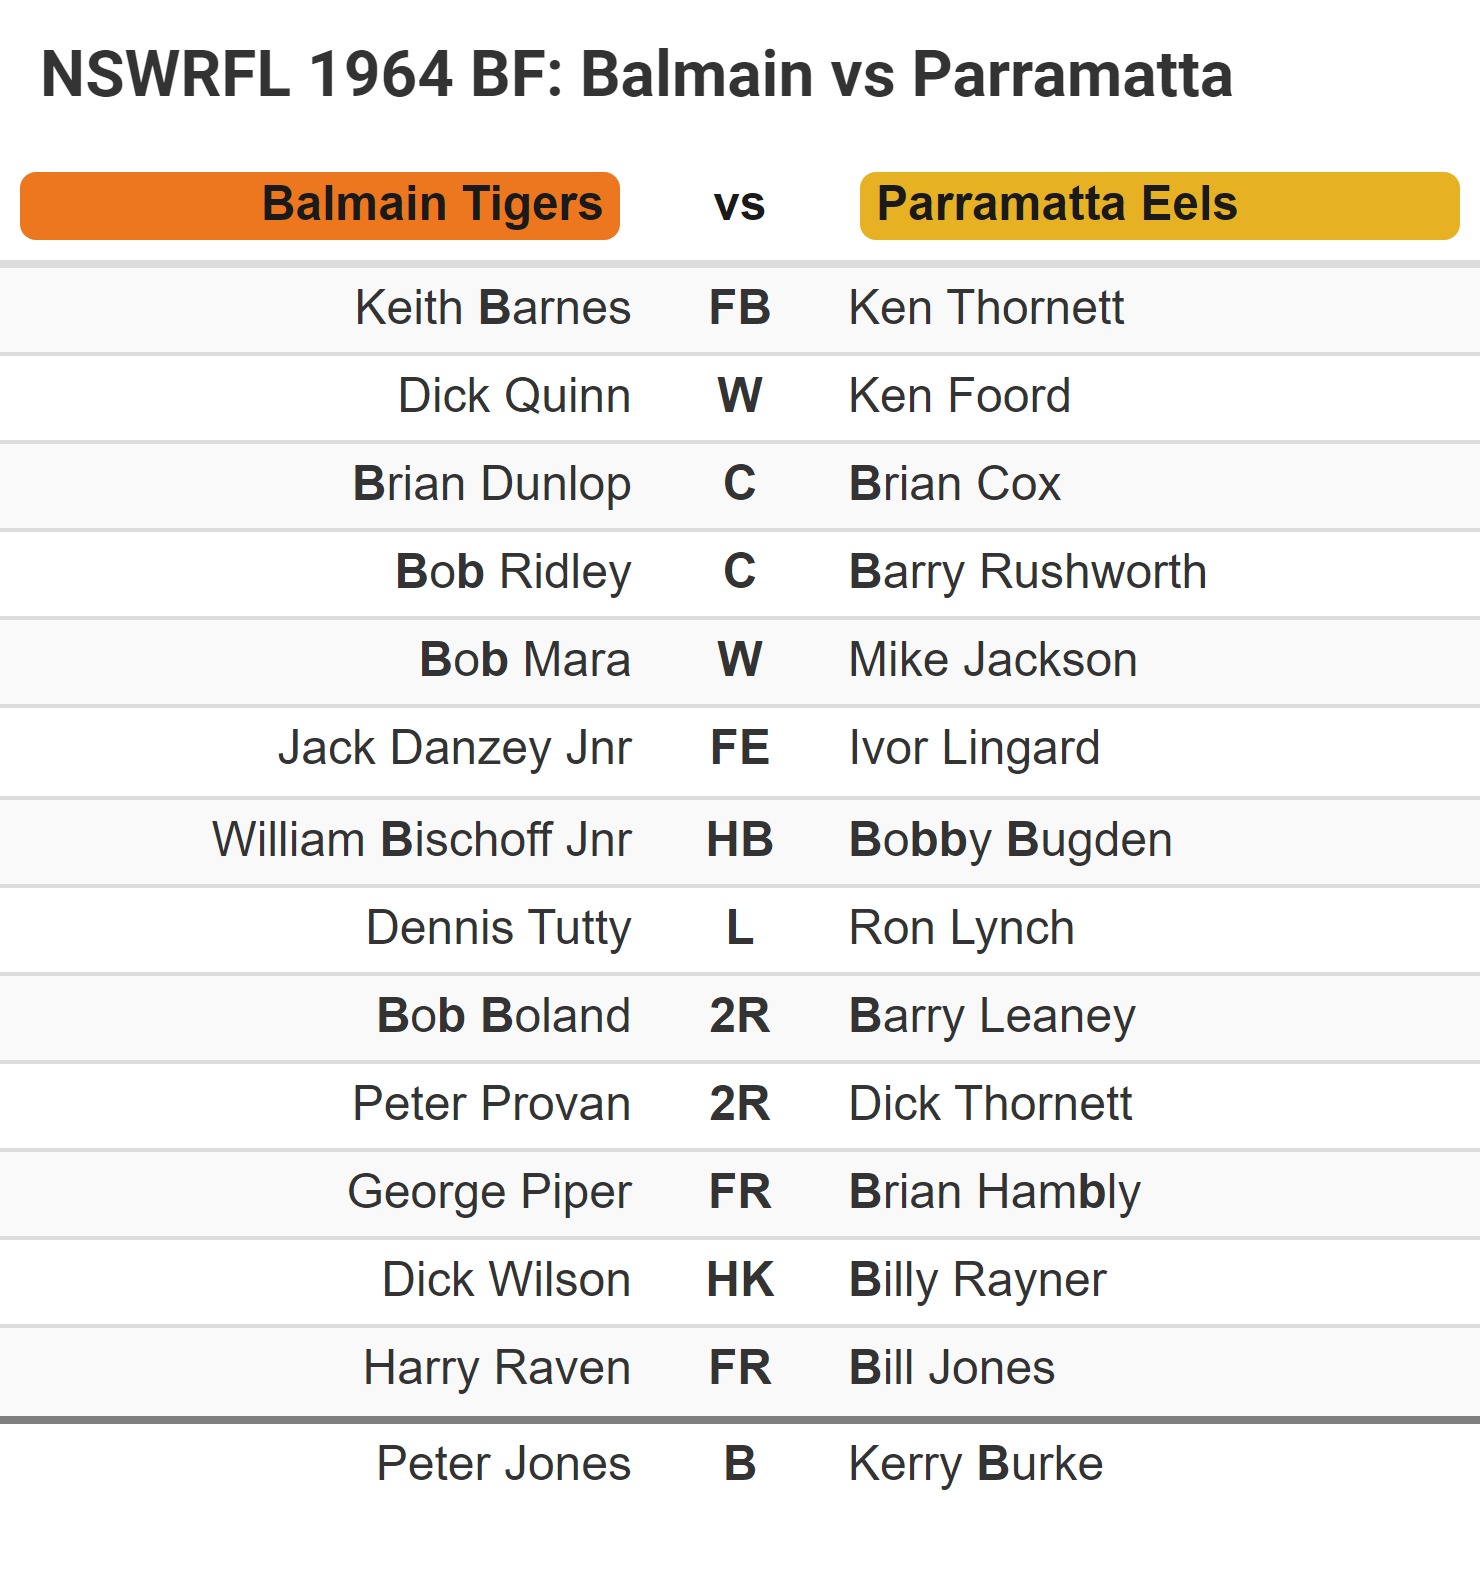 NSWRFL 1964 BF: Balmain vs Parramatta
Balmain Tigers vs Parramatta Eels
Keith Barnes FB Ken Thornett
Dick Quinn W Ken Foord
Brian Dunlop C Brian Cox
Bob Ridley C Barry Rushworth
Bob Mara W Mike Jackson
Jack Danzey Jnr FE Ivor Lingard
William Bischoff Jnr HB Bobby Bugden
Dennis Tutty L Ron Lynch
Bob Boland 2R Barry Leaney
Peter Provan 2R Dick Thornett
George Piper FR Brian Hambly
Dick Wilson HK Billy Rayner
Harry Raven FR Bill Jones
Peter Jones B Kerry Burke